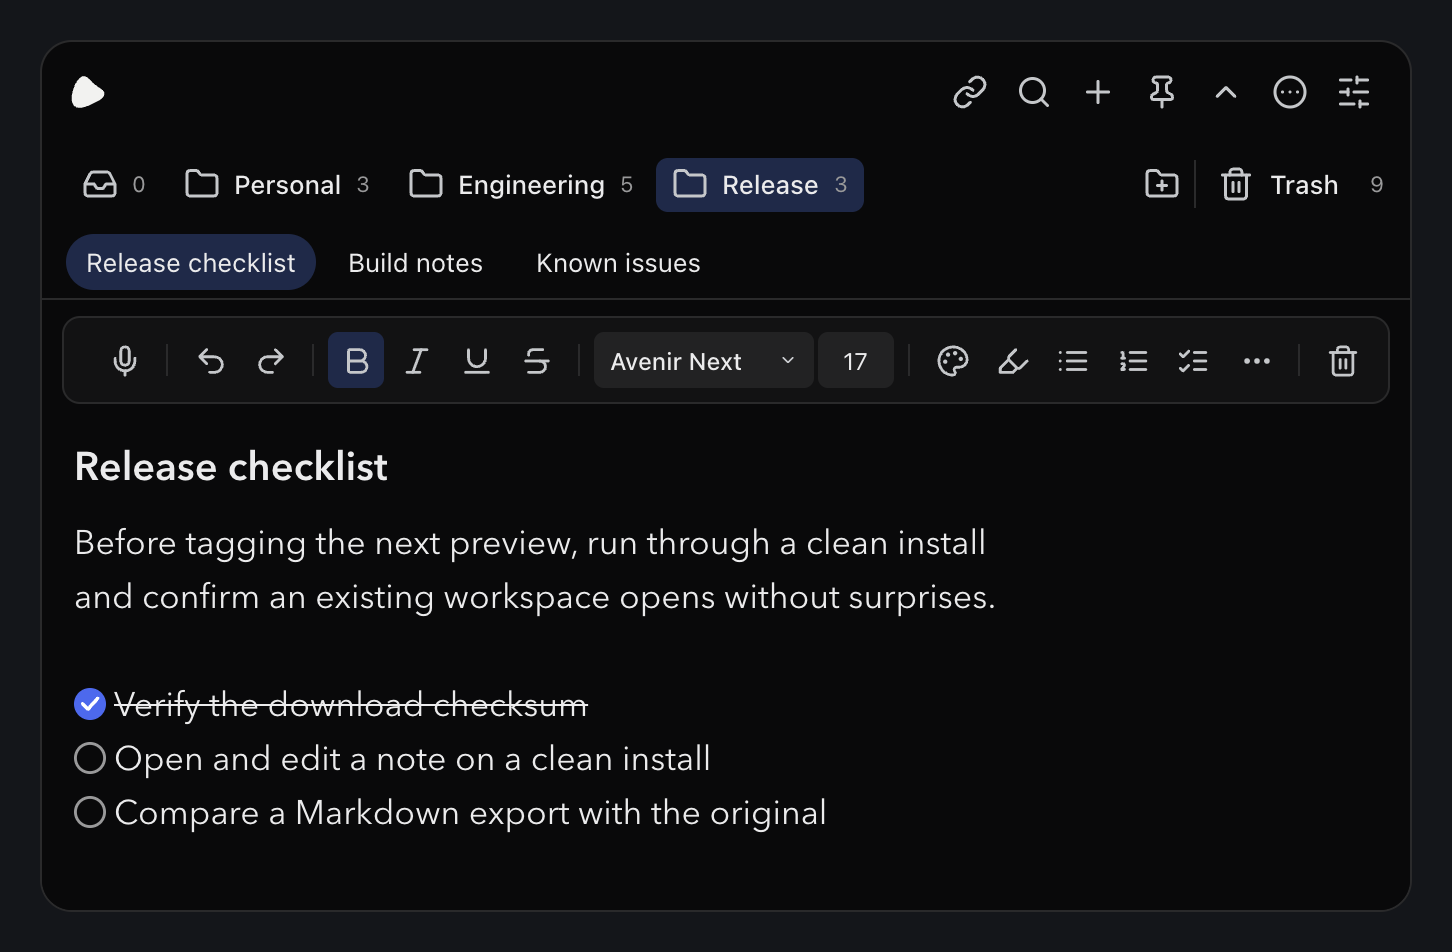 0 Personal 3 Engineering 5 Release 3 Trash 9
Release checklist Build notes Known issues
B I U S Avenir Next 17
Release checklist
Before tagging the next preview, run through a clean install
and confirm an existing workspace opens without surprises.
Verify the download checksum
Open and edit a note on a clean install
Compare a Markdown export with the original